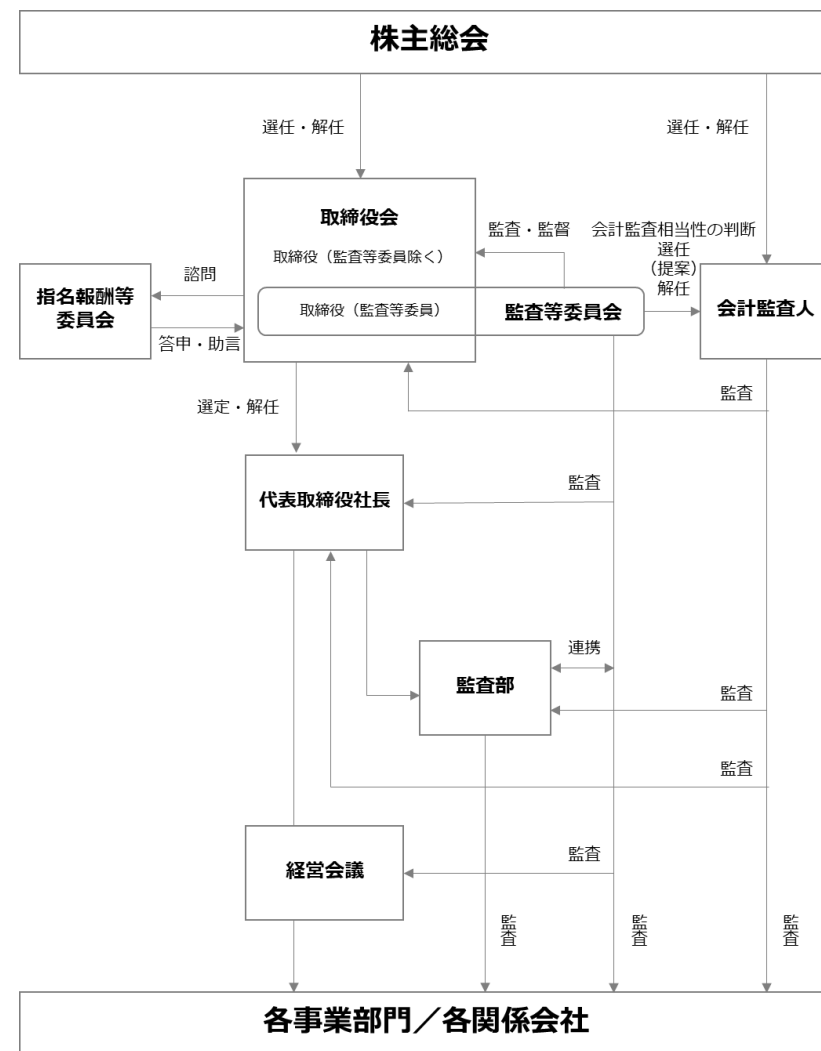 株主総会
選任・解任
選任・解任
取締役会
取締役（監査等委員除く）
監査・監督
会計監査相当性の判断
選任
（提案）
解任
指名報酬等
委員会
諮問
答申・助言
取締役（監査等委員）
監査等委員会
会計監査人
監査
選定・解任
代表取締役社長
監査
監査部
連携
監査
監査
経営会議
監査
監査
監査
監査
各事業部門／各関係会社